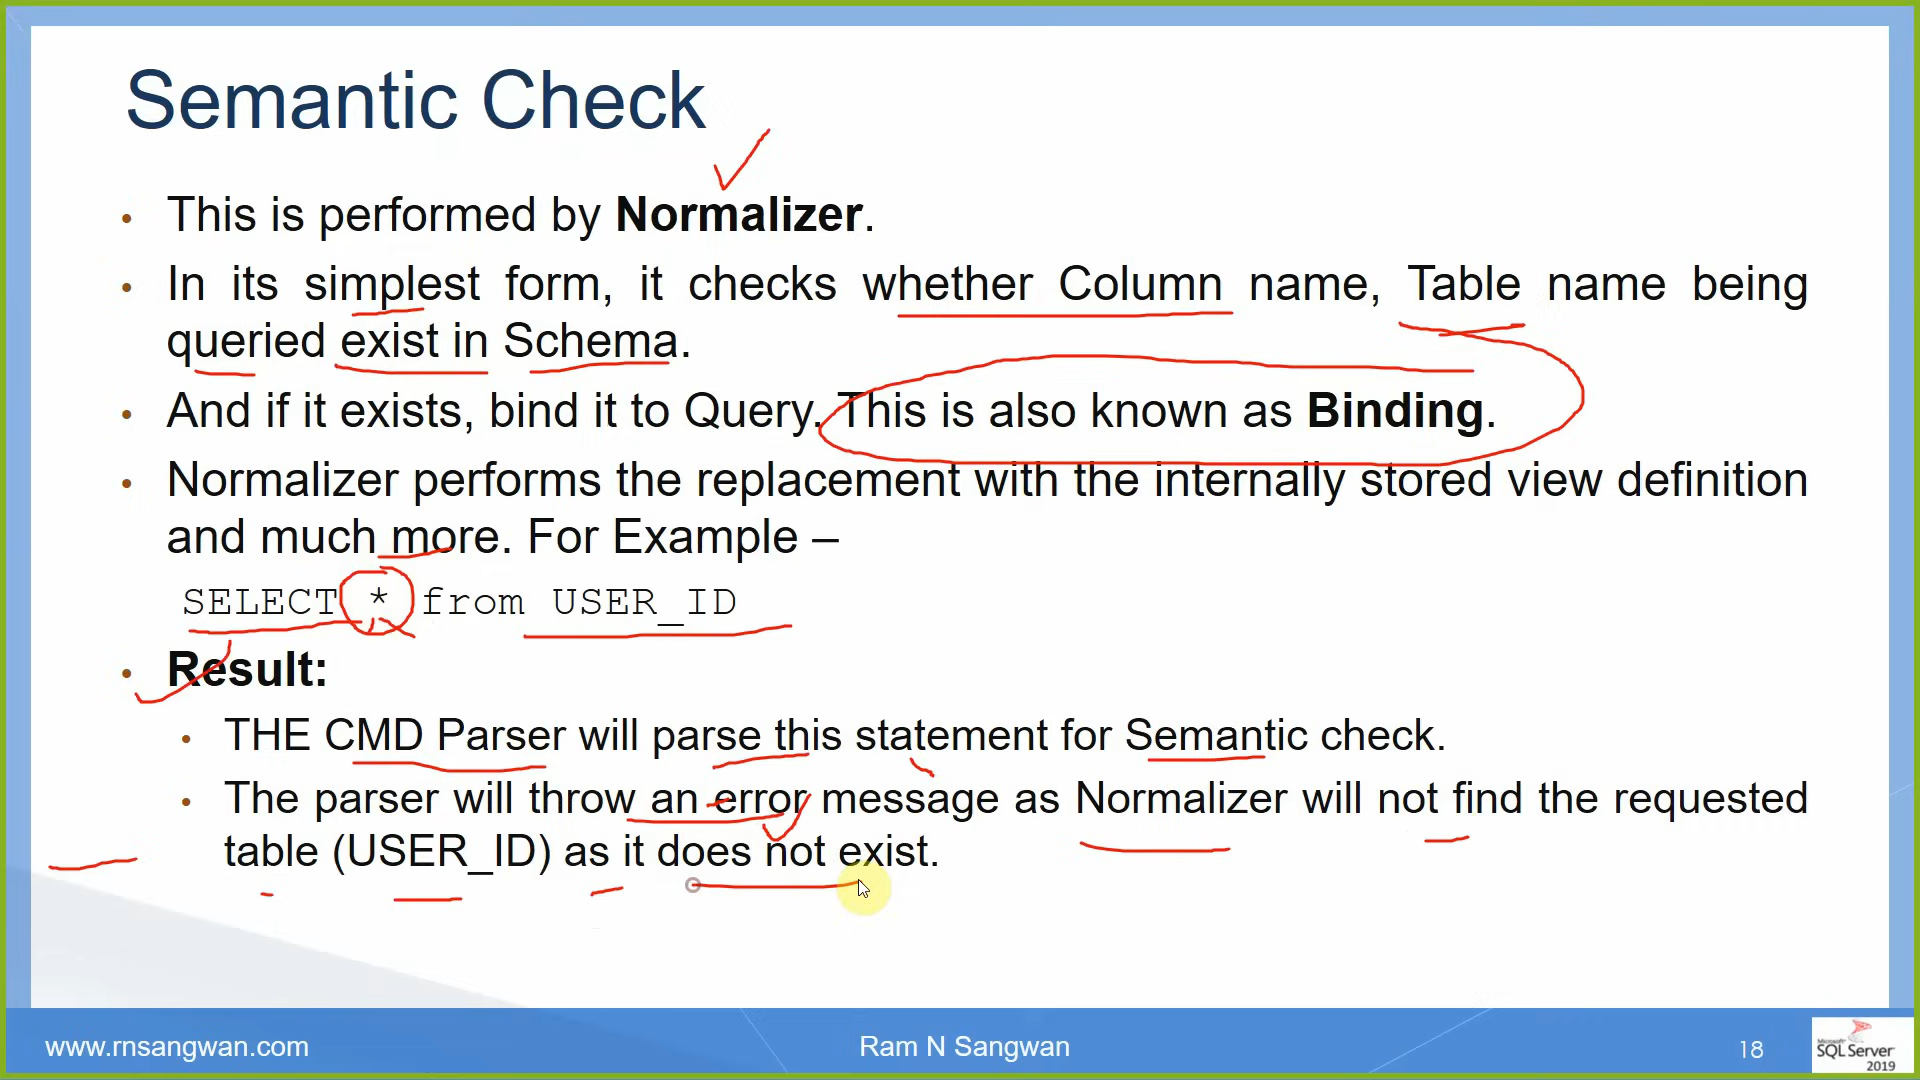 Semantic Check
• This is performed by Normalizer.
• In its simplest form, it checks whether Column name, Table name being
queried exist in Schema.
• And if it exists, bind it to Query. This is also known as Binding.
• Normalizer performs the replacement with the internally stored view definition
and much more. For Example –
SELECT * from USER_ID
• Result:
• THE CMD Parser will parse this statement for Semantic check.
• The parser will throw an error message as Normalizer will not find the requested
table (USER_ID) as it does not exist.
www.rnsangwan.com
Ram N Sangwan
18
Microsoft
SQL Server
2019